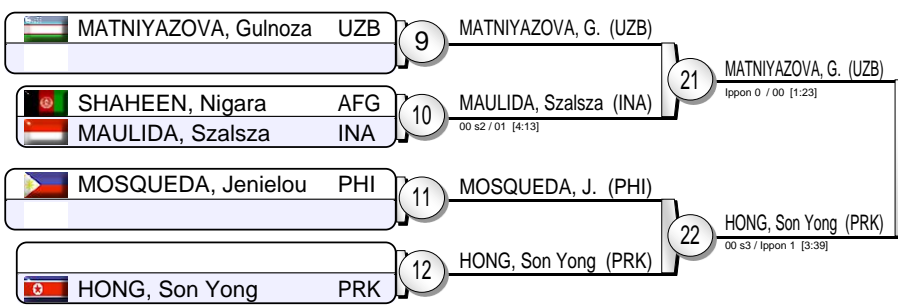 MATNIYAZOVA, Gulnoza UZB
9
MATNIYAZOVA, G. (UZB)
SHAHEEN, Nigara AFG
MAULIDA, Szalsza INA
10
MAULIDA, Szalsza (INA)
00 s2 / 01 [4:13]
21
MATNIYAZOVA, G. (UZB)
Ippon 0 / 00 [1:23]
MOSQUEDA, Jenielou PHI
11
MOSQUEDA, J. (PHI)
HONG, Son Yong PRK
12
HONG, Son Yong (PRK)
22
HONG, Son Yong (PRK)
00 s3 / Ippon 1 [3:39]